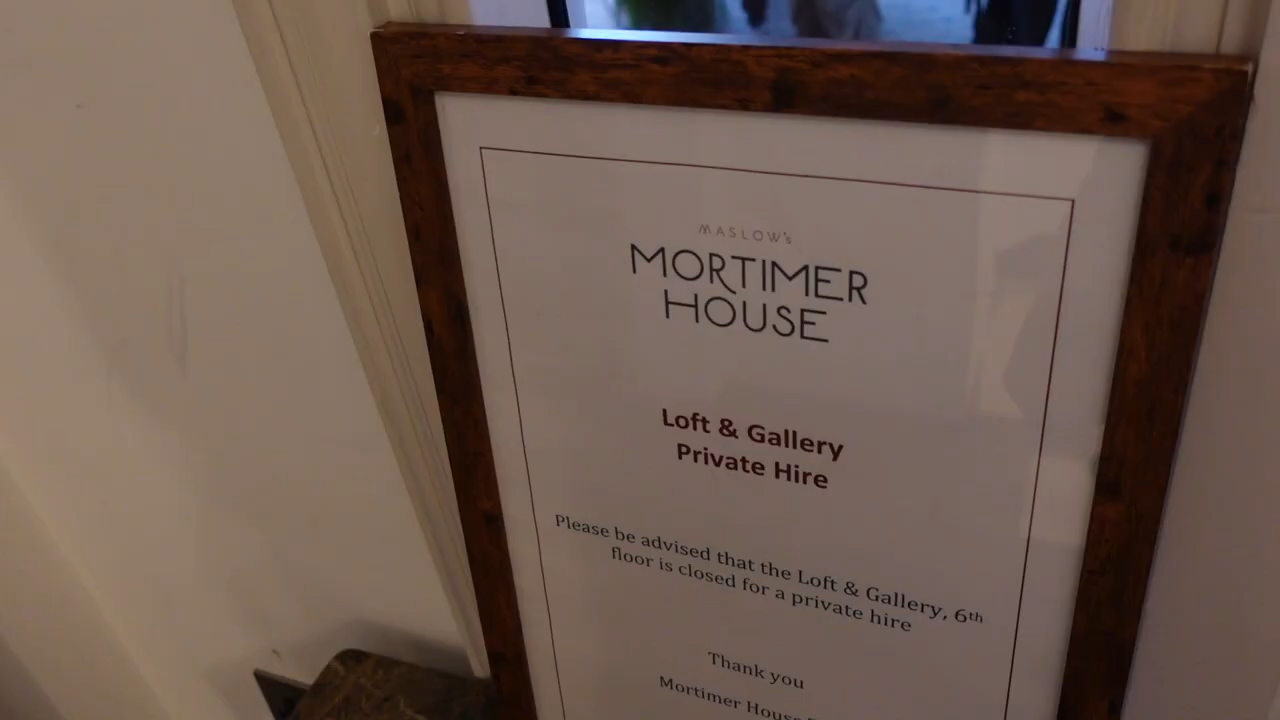 MASLOW's
MORTIMER
HOUSE
Loft & Gallery
Private Hire
Please be advised that the Loft & Gallery, 6th
floor is closed for a private hire
Thank you
Mortimer House